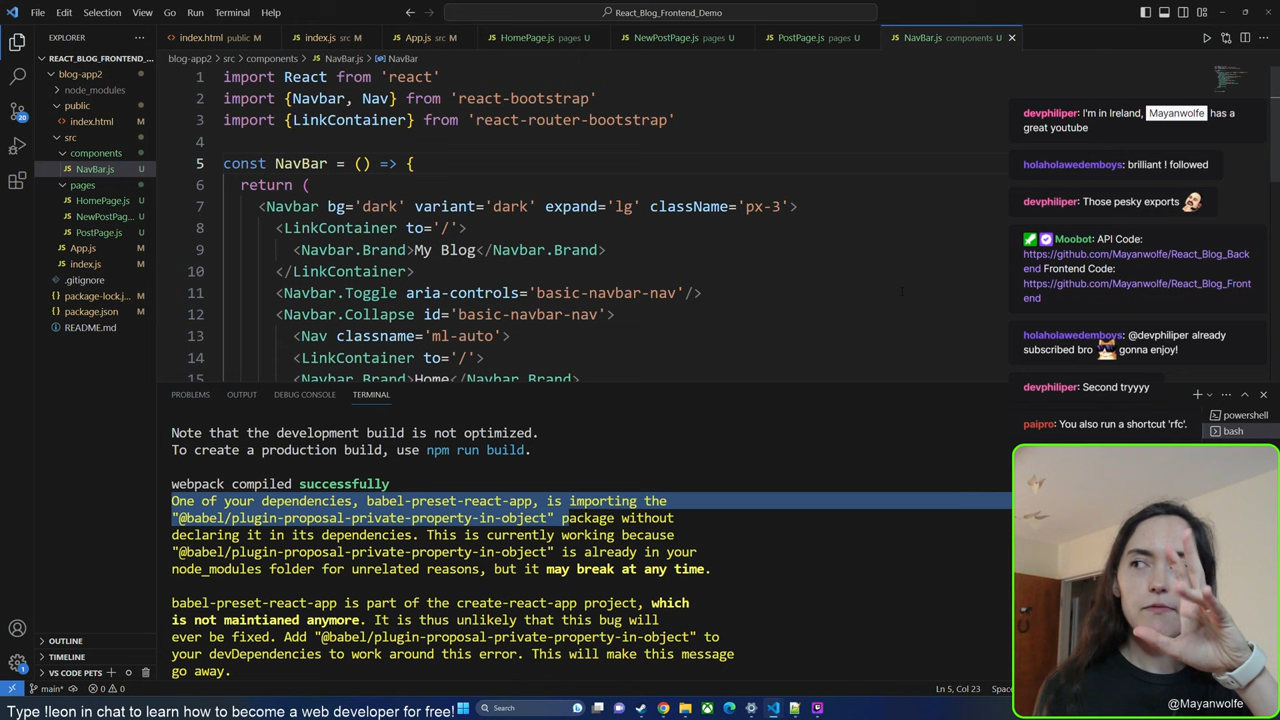 File Edit Selection View Go Run Terminal Help
React_Blog_Frontend_Demo
EXPLORER
index.html public M
index.js src M
App.js M
HomePage.js pages U
NewPostPage.js pages U
PostPage.js pages U
NavBar.js components U
REACT_BLOG_FRONTEND_...
blog-app2 > src > components > NavBar.js > NavBar
blog-app2
node_modules
public
index.html U
src
components
NavBar.js U
pages
HomePage.js U
NewPostPag... U
PostPage.js U
App.js M
index.js M
.gitignore
package-lock.j... M
package.json M
README.md
20
1 import React from 'react'
2 import {Navbar, Nav} from 'react-bootstrap'
3 import {LinkContainer} from 'react-router-bootstrap'
4
5 const NavBar = () => {
6 return (
7 <Navbar bg='dark' variant='dark' expand='lg' className='px-3'>
8 <LinkContainer to='/'>
9 <Navbar.Brand>My Blog</Navbar.Brand>
10 </LinkContainer>
11 <Navbar.Toggle aria-controls='basic-navbar-nav'/>
12 <Navbar.Collapse id='basic-navbar-nav'>
13 <Nav classname='ml-auto'>
14 <LinkContainer to='/'>
15 <Navbar.Brand>Home</Navbar.Brand>
devphiliper: I'm in Ireland, Mayanwolfe has a
great youtube
holaholawedemboys: brilliant ! followed
devphiliper: Those pesky exports
Moobot: API Code:
https://github.com/Mayanwolfe/React_Blog_Back
end Frontend Code:
https://github.com/Mayanwolfe/React_Blog_Front
end
holaholawedemboys: @devphiliper already
subscribed bro gonna enjoy!
devphiliper: Second tryyyy
paipro: You also run a shortcut 'rfc'.
PROBLEMS OUTPUT DEBUG CONSOLE TERMINAL
powershell
bash
Note that the development build is not optimized.
To create a production build, use npm run build.
webpack compiled successfully
One of your dependencies, babel-preset-react-app, is importing the
"@babel/plugin-proposal-private-property-in-object" package without
declaring it in its dependencies. This is currently working because
"@babel/plugin-proposal-private-property-in-object" is already in your
node_modules folder for unrelated reasons, but it may break at any time.
babel-preset-react-app is part of the create-react-app project, which
is not maintianed anymore. It is thus unlikely that this bug will
ever be fixed. Add "@babel/plugin-proposal-private-property-in-object" to
your devDependencies to work around this error. This will make this message
go away.
OUTLINE
TIMELINE
VS CODE PETS
1
main* 0 0
Ln 5, Col 23 Spac
@Mayanwolfe
Type !leon in chat to learn how to become a web developer for free!
Search